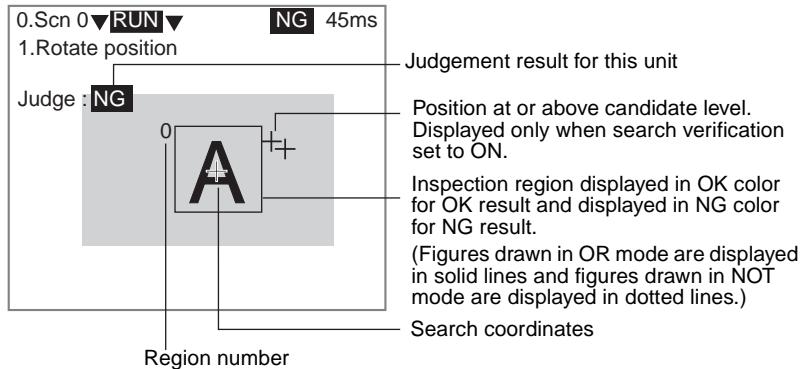 0.Scn 0▼RUN▼ NG 45ms
1.Rotate position
Judgement result for this unit
Judge : NG
Position at or above candidate level.
Displayed only when search verification
set to ON.
0
A
Inspection region displayed in OK color
for OK result and displayed in NG color
for NG result.
(Figures drawn in OR mode are displayed
in solid lines and figures drawn in NOT
mode are displayed in dotted lines.)
Search coordinates
Region number